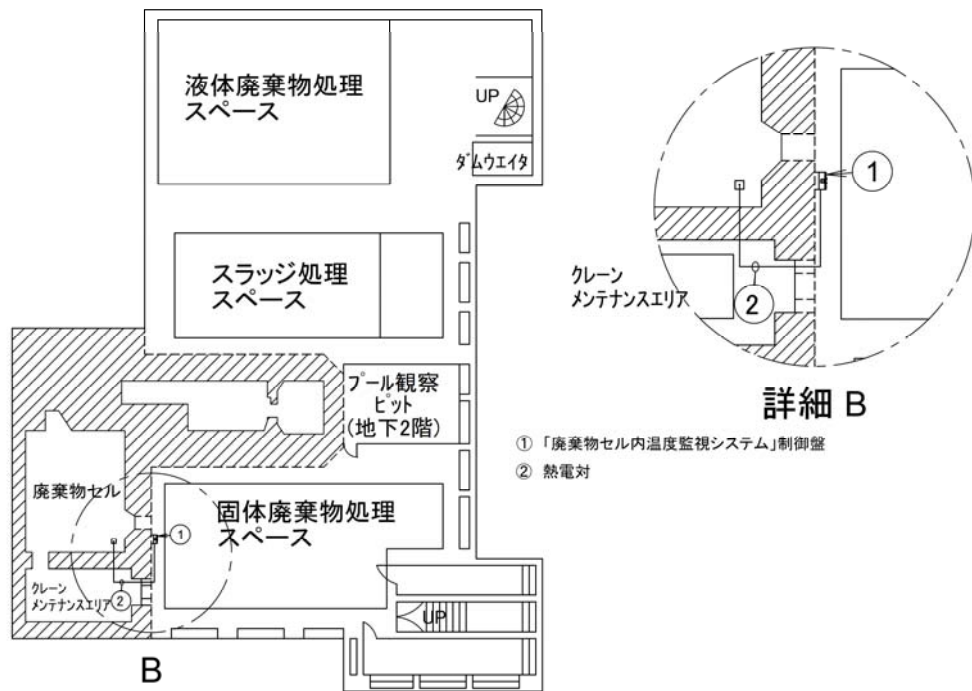 液体廃棄物処理
スペース
UP
ダムウエイタ
スラッジ処理
スペース
プール観察
ピット
(地下2階)
廃棄物セル
固体廃棄物処理
スペース
①
クレーン
メンテナンスエリア
②
UP
B
①
クレーン
メンテナンスエリア
②
詳細 B
① 「廃棄物セル内温度監視システム」制御盤
② 熱電対